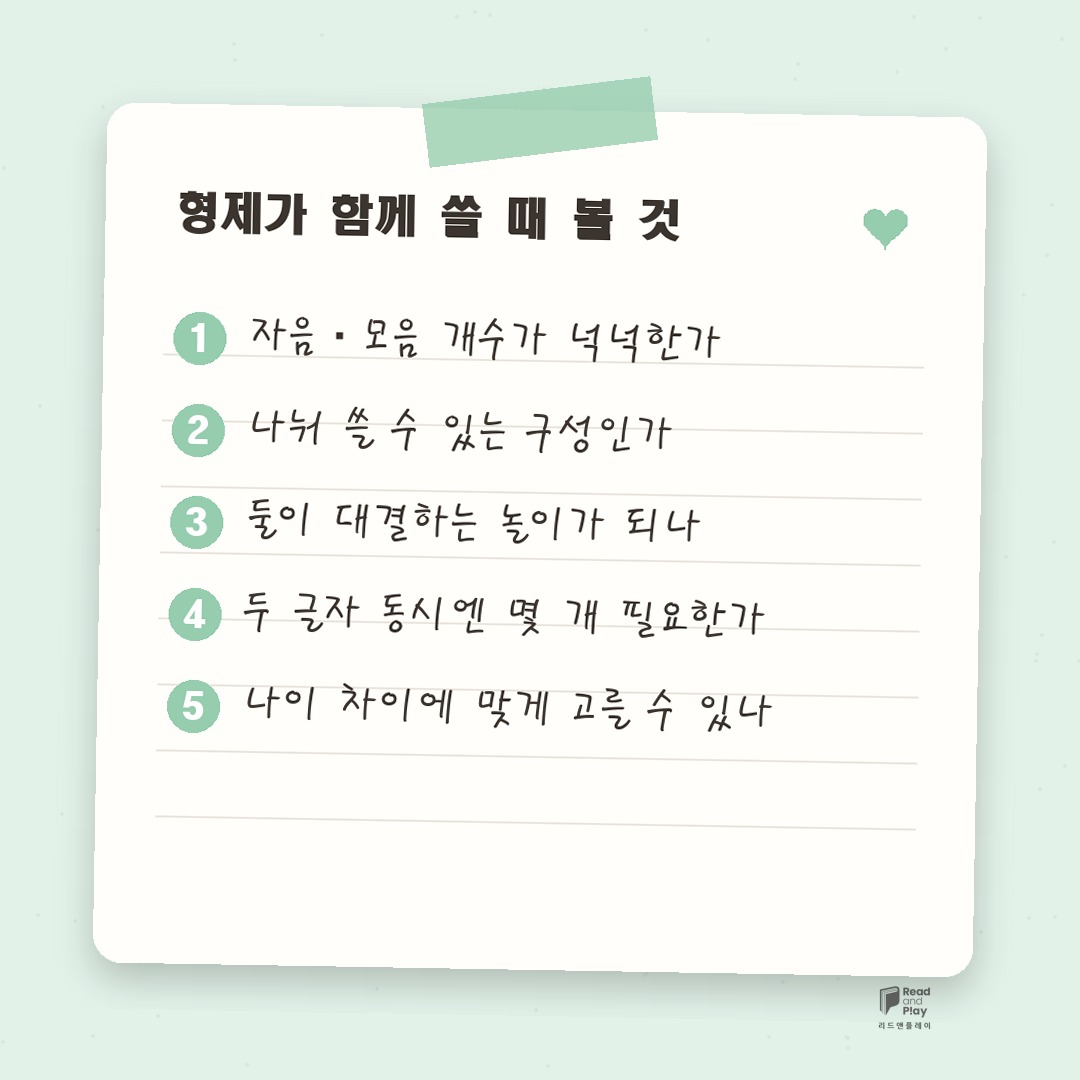 형제가 함께 쓸 때 볼 것
1 자음·모음 개수가 넉넉한가
2 나눠 쓸 수 있는 구성인가
3 둘이 대결하는 놀이가 되나
4 두 글자 동시엔 몇 개 필요한가
5 나이 차이에 맞게 고를 수 있나
Read
and
Play
리드앤플레이